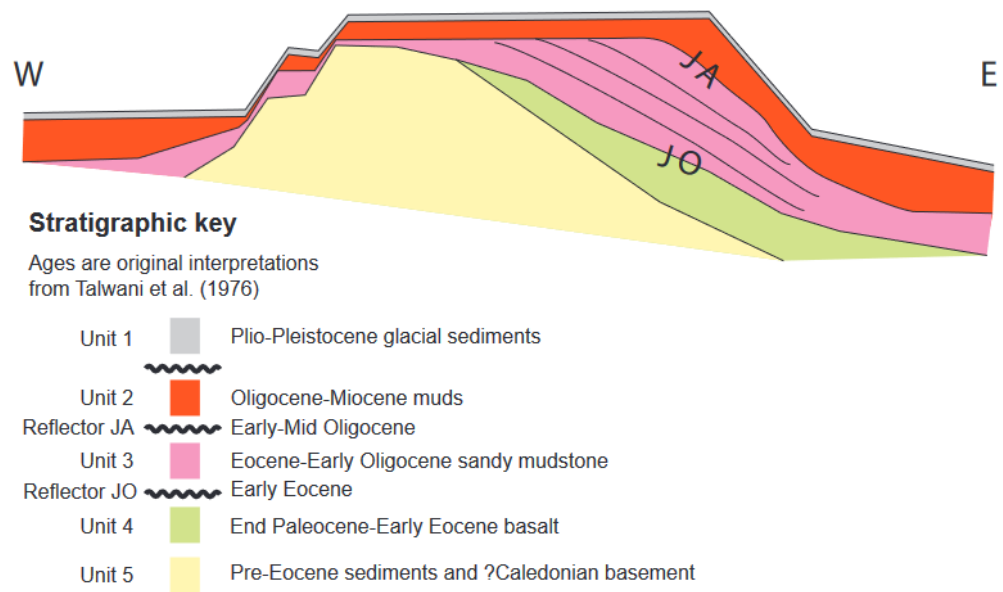 W
E
JA
JO
Stratigraphic key
Ages are original interpretations
from Talwani et al. (1976)
Unit 1 Plio-Pleistocene glacial sediments
Unit 2 Oligocene-Miocene muds
Reflector JA Early-Mid Oligocene
Unit 3 Eocene-Early Oligocene sandy mudstone
Reflector JO Early Eocene
Unit 4 End Paleocene-Early Eocene basalt
Unit 5 Pre-Eocene sediments and ?Caledonian basement